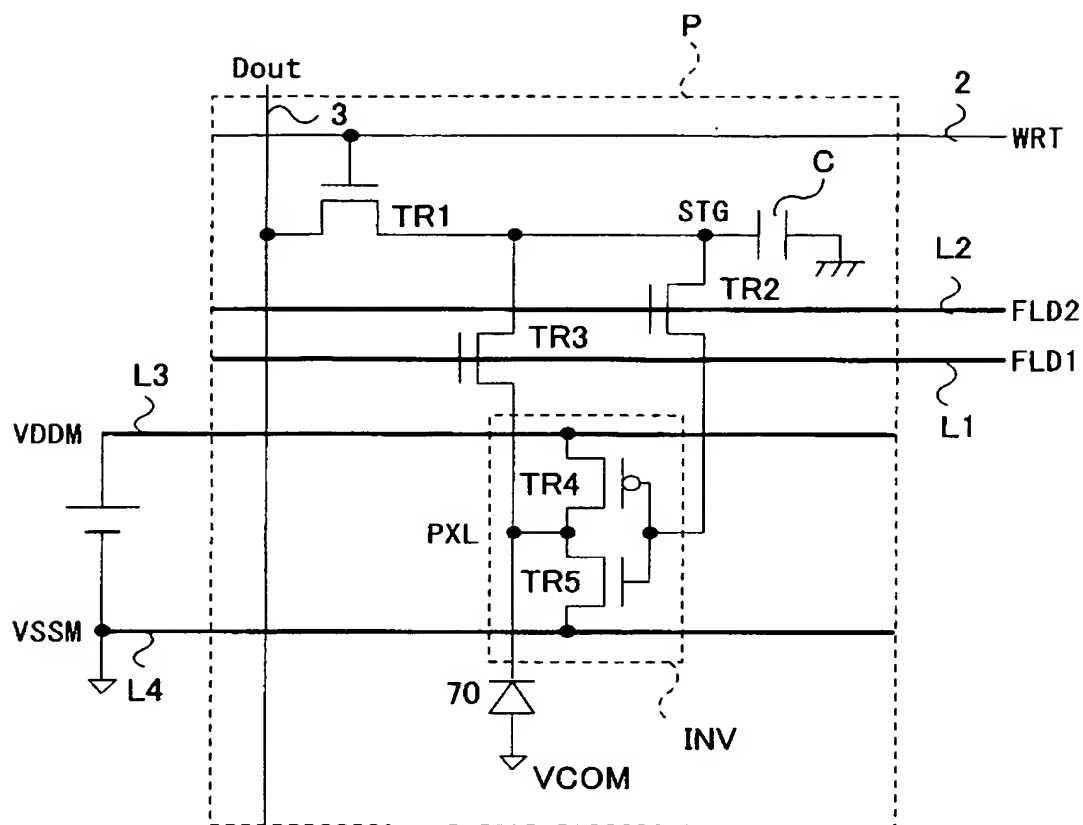 P
Dout
3
2
WRT
C
TR1
STG
L2
TR2
FLD2
TR3
FLD1
L3
L1
VDDM
TR4
PXL
TR5
VSSM
L4
70
INV
VCOM